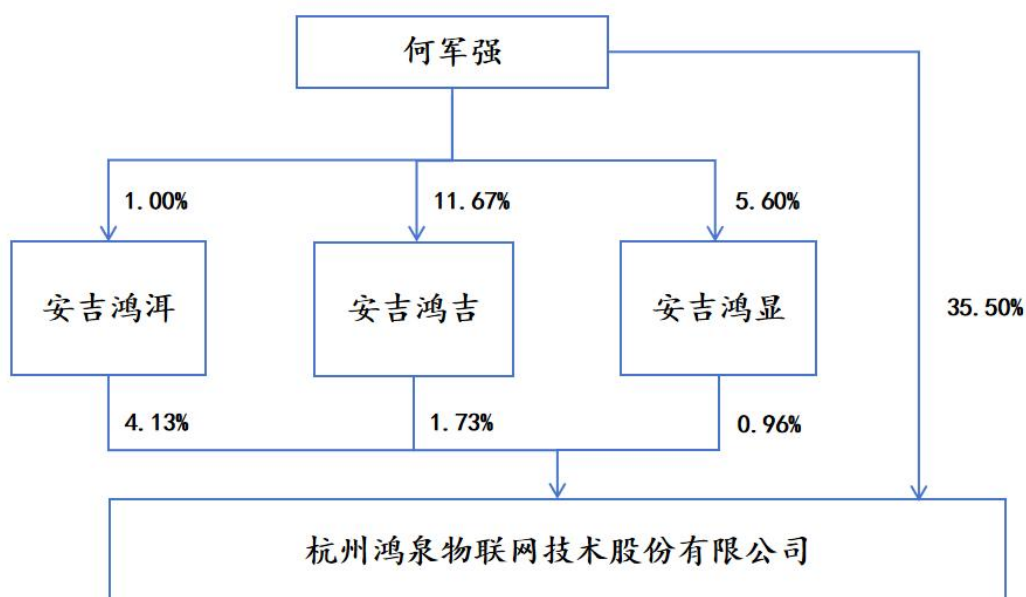 何军强
1.00%
11.67%
5.60%
安吉鸿洱
安吉鸿吉
安吉鸿显
35.50%
4.13%
1.73%
0.96%
杭州鸿泉物联网技术股份有限公司